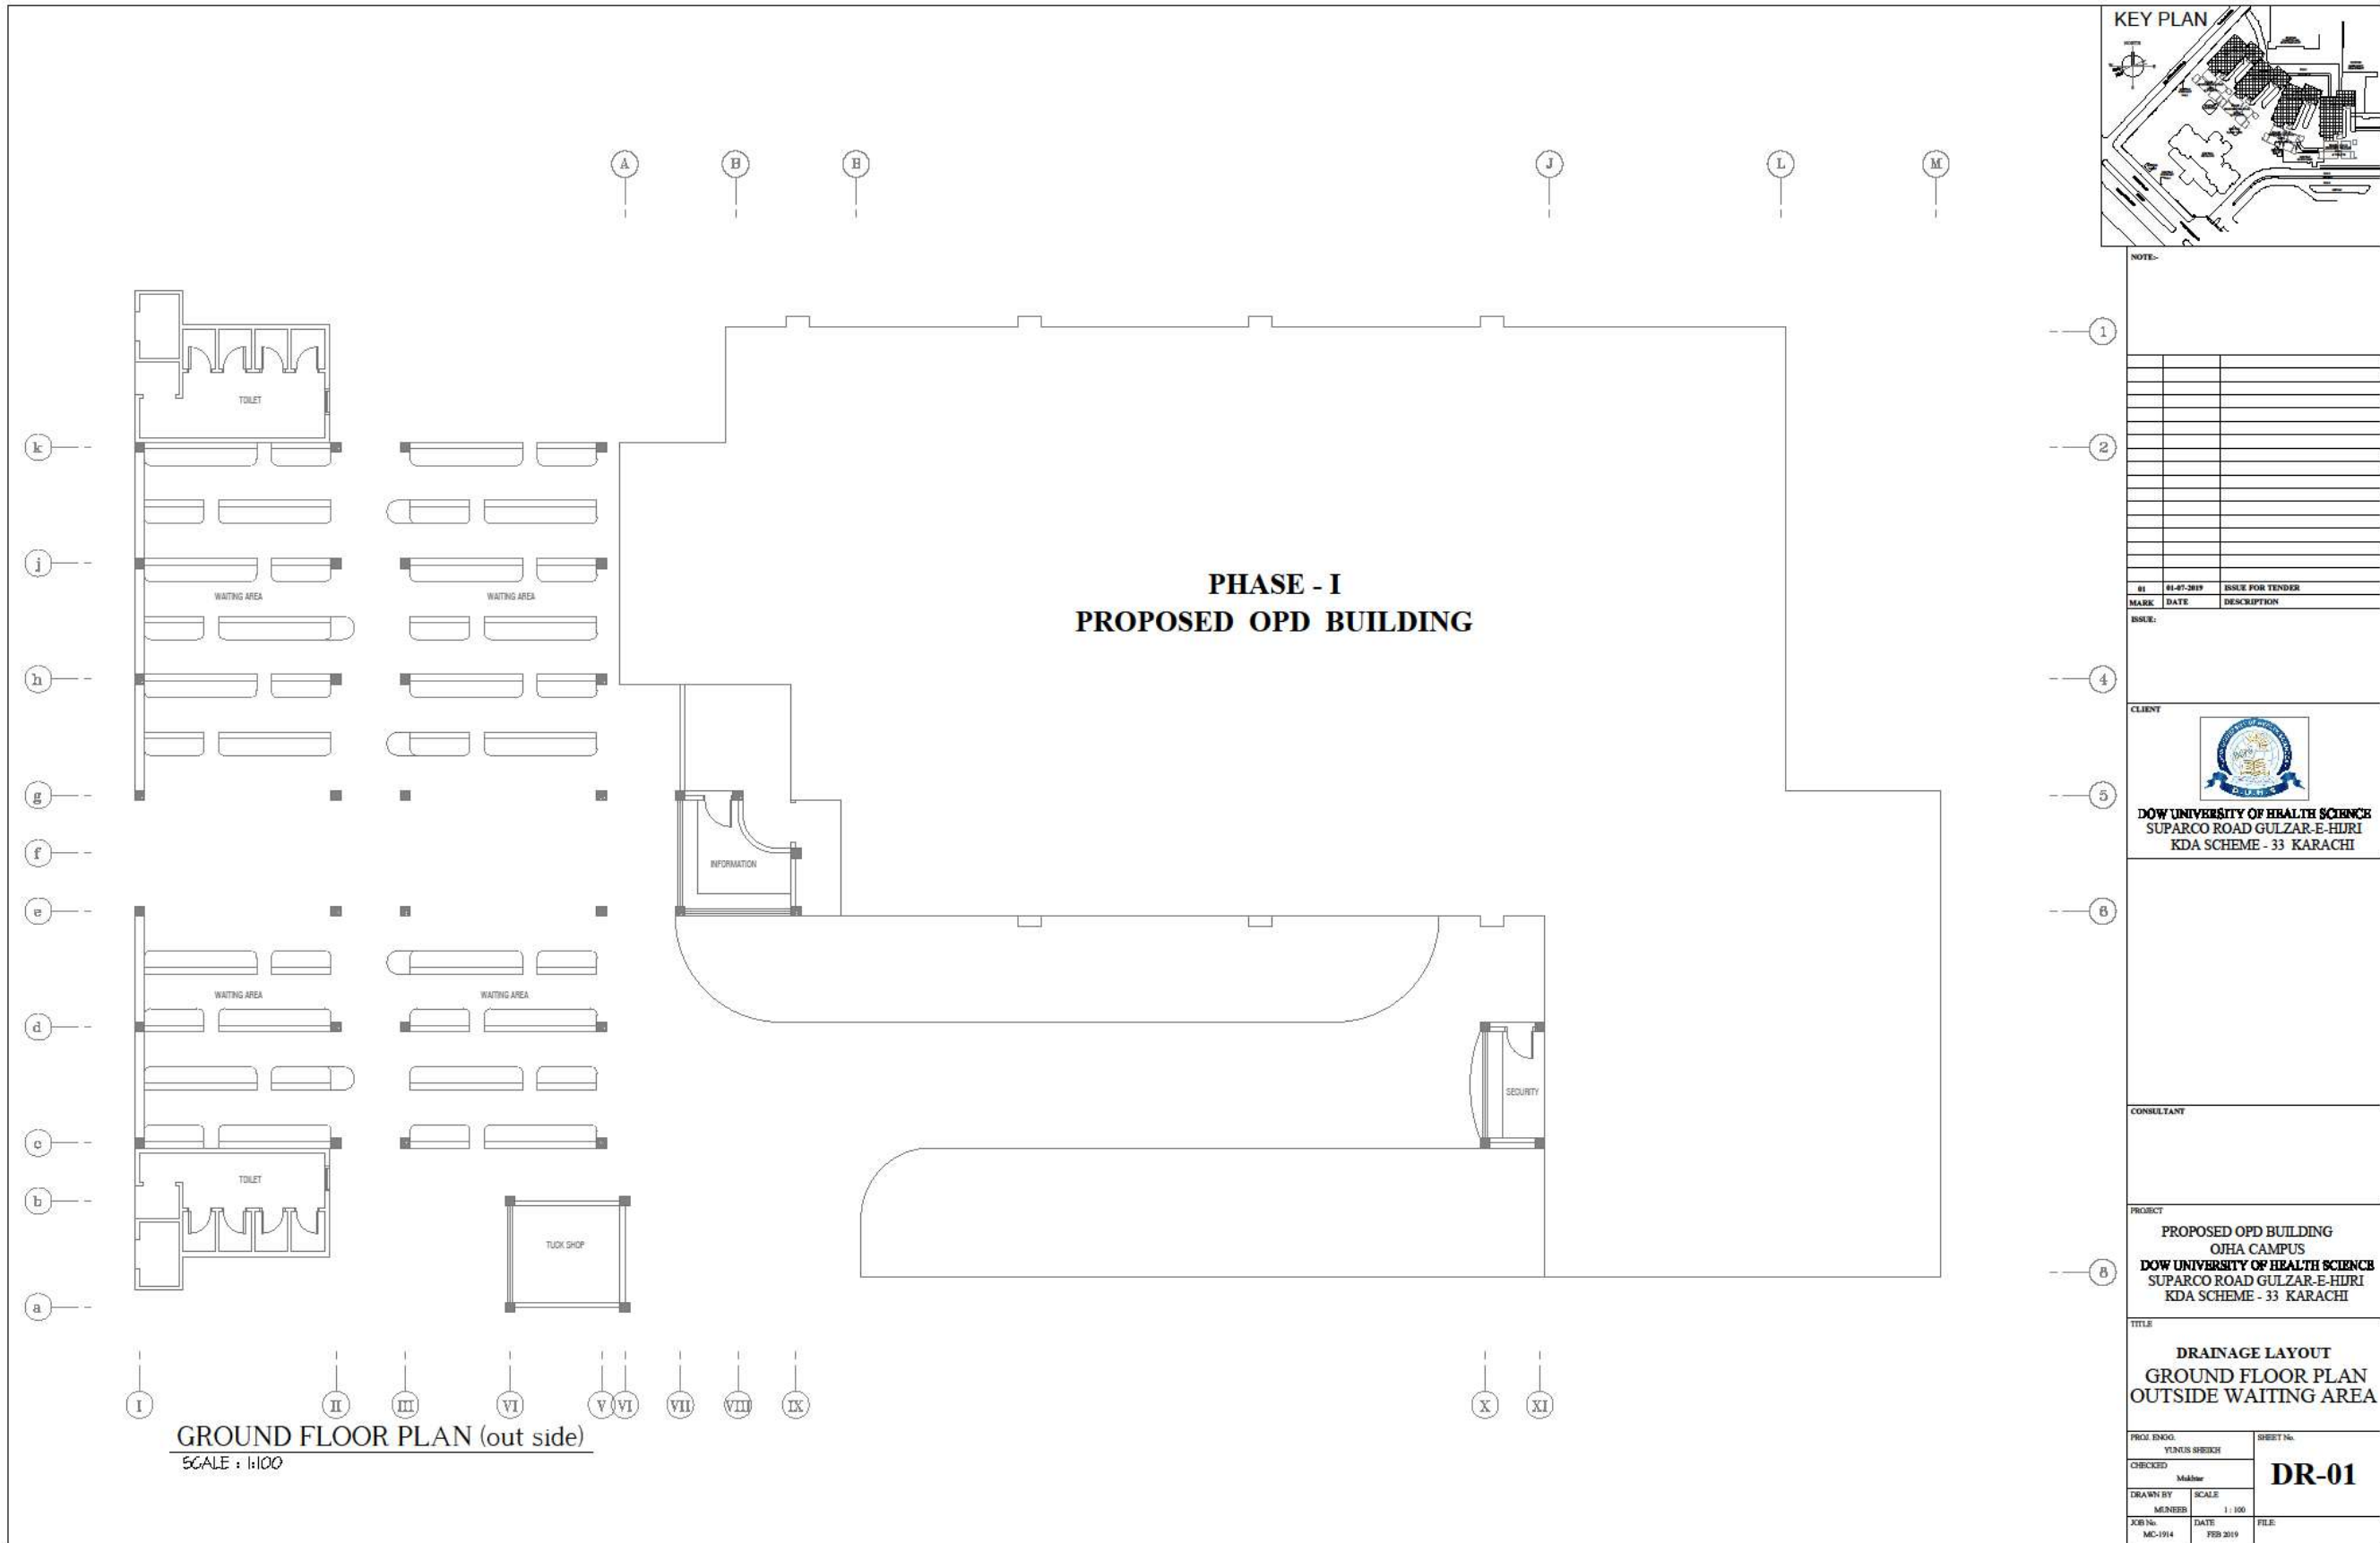 KEY PLAN
NORTH
A
B
E
J
L
M
1
2
4
5
6
8
k
j
h
g
f
e
d
c
b
a
TOILET
WAITING AREA
WAITING AREA
PHASE - I
PROPOSED OPD BUILDING
INFORMATION
WAITING AREA
WAITING AREA
SECURITY
TOILET
TUCK SHOP
I
II
III
VI
V
VI
VII
VIII
IX
X
XI
GROUND FLOOR PLAN (out side)
SCALE : 1:100
NOTE:-
01 01-07-2019 ISSUE FOR TENDER
MARK DATE DESCRIPTION
ISSUE:
CLIENT
D.U.H.S
DOW UNIVERSITY OF HEALTH SCIENCE
SUPARCO ROAD GULZAR-E-HIJRI
KDA SCHEME - 33 KARACHI
CONSULTANT
PROJECT
PROPOSED OPD BUILDING
OJHA CAMPUS
DOW UNIVERSITY OF HEALTH SCIENCE
SUPARCO ROAD GULZAR-E-HIJRI
KDA SCHEME - 33 KARACHI
TITLE
DRAINAGE LAYOUT
GROUND FLOOR PLAN
OUTSIDE WAITING AREA
PROJ. ENGG.
YUNUS SHEIKH
SHEET No.
DR-01
CHECKED
Mukhtar
DRAWN BY
MUNEEB
SCALE
1 : 100
JOB No.
MC-1914
DATE
FEB 2019
FILE: